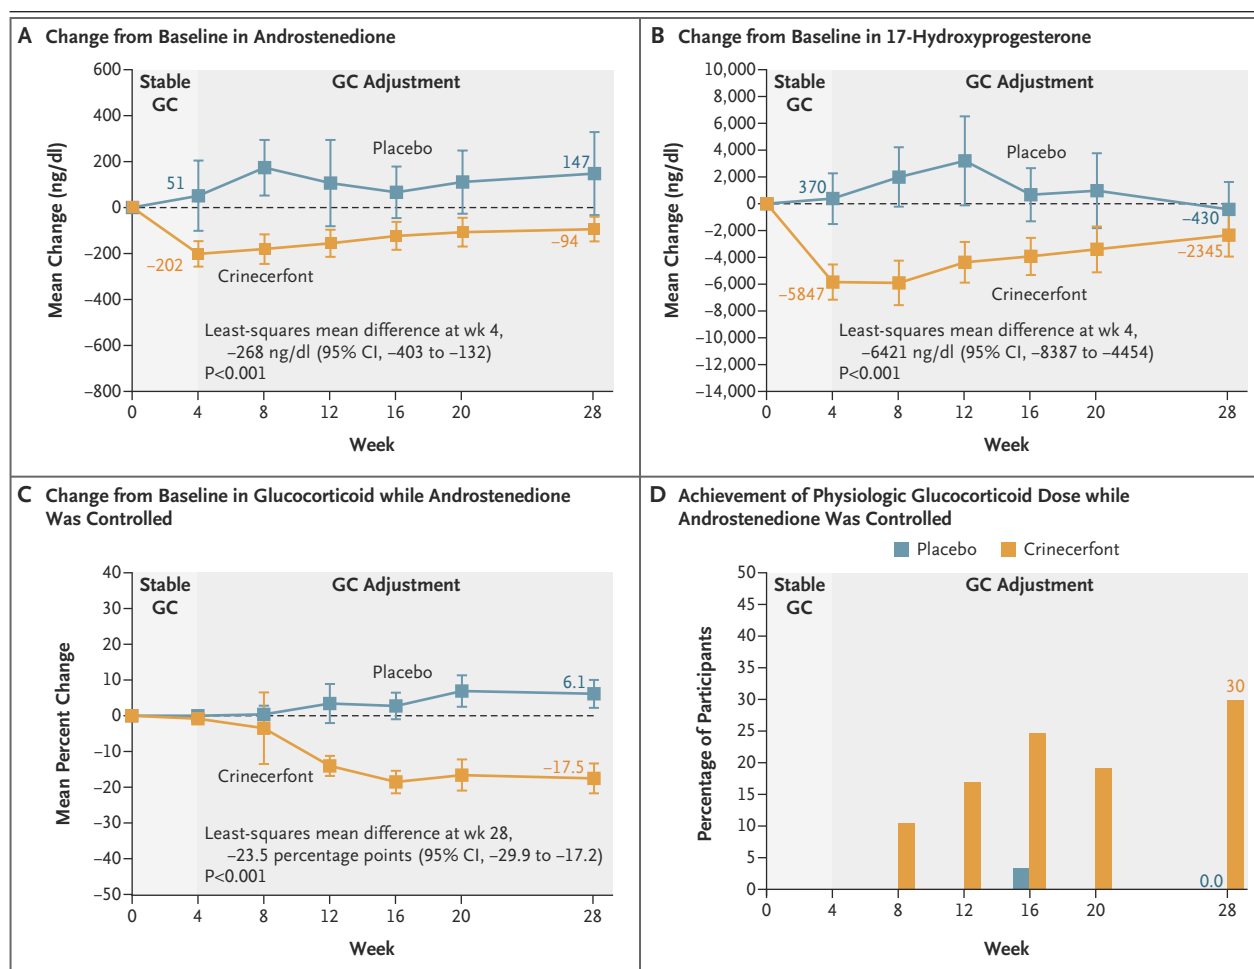 A Change from Baseline in Androstenedione
600
400
200
0
−200
−400
−600
−800
Mean Change (ng/dl)
Stable
GC
GC Adjustment
Placebo
51
147
−202
−94
Crinecerfont
Least-squares mean difference at wk 4,
−268 ng/dl (95% CI, −403 to −132)
P<0.001
0 4 8 12 16 20 28
Week
B Change from Baseline in 17-Hydroxyprogesterone
10,000
8,000
6,000
4,000
2,000
0
−2,000
−4,000
−6,000
−8,000
−10,000
−12,000
−14,000
Mean Change (ng/dl)
Stable
GC
GC Adjustment
Placebo
370
−430
−2345
−5847
Crinecerfont
Least-squares mean difference at wk 4,
−6421 ng/dl (95% CI, −8387 to −4454)
P<0.001
0 4 8 12 16 20 28
Week
C Change from Baseline in Glucocorticoid while Androstenedione
Was Controlled
50
40
30
20
10
0
−10
−20
−30
−40
−50
Mean Percent Change
Stable
GC
GC Adjustment
Placebo
6.1
Crinecerfont
−17.5
Least-squares mean difference at wk 28,
−23.5 percentage points (95% CI, −29.9 to −17.2)
P<0.001
0 4 8 12 16 20 28
Week
D Achievement of Physiologic Glucocorticoid Dose while
Androstenedione Was Controlled
Placebo Crinecerfont
50
45
40
35
30
25
20
15
10
5
0
Percentage of Participants
Stable
GC
GC Adjustment
30
0.0
0 4 8 12 16 20 28
Week